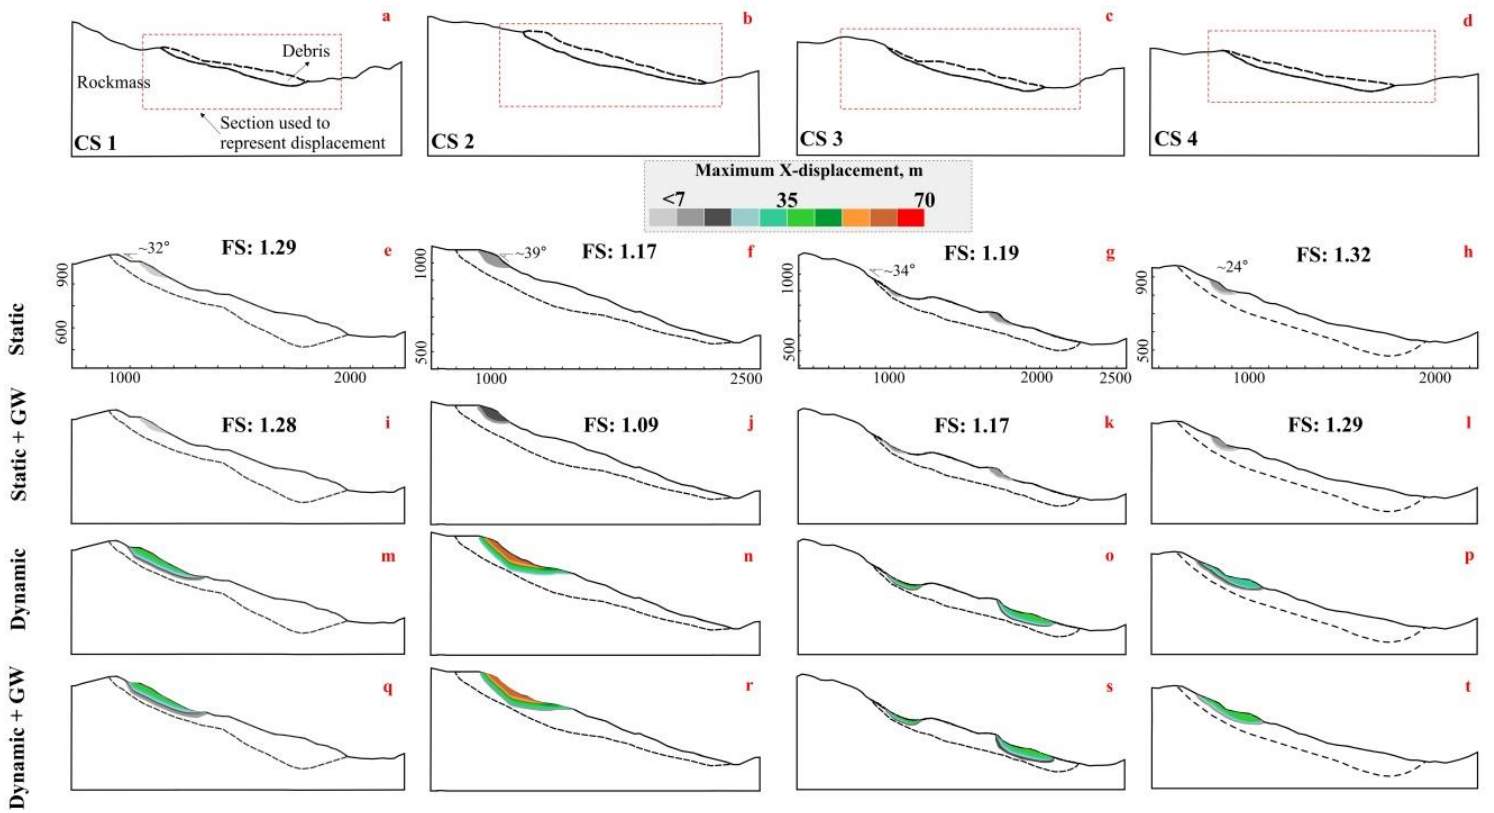 a
b
c
d
Debris
Rockmass
Section used to
represent displacement
CS 1
CS 2
CS 3
CS 4
Maximum X-displacement, m
<7 35 70
Static
~32°
FS: 1.29
e
900
600
1000 2000
~39°
FS: 1.17
f
1000
500
1000 2500
~34°
FS: 1.19
g
1000
500
1000 2000 2500
~24°
FS: 1.32
h
900
500
1000 2000
Static + GW
FS: 1.28
i
FS: 1.09
j
FS: 1.17
k
FS: 1.29
l
Dynamic
m
n
o
p
Dynamic + GW
q
r
s
t